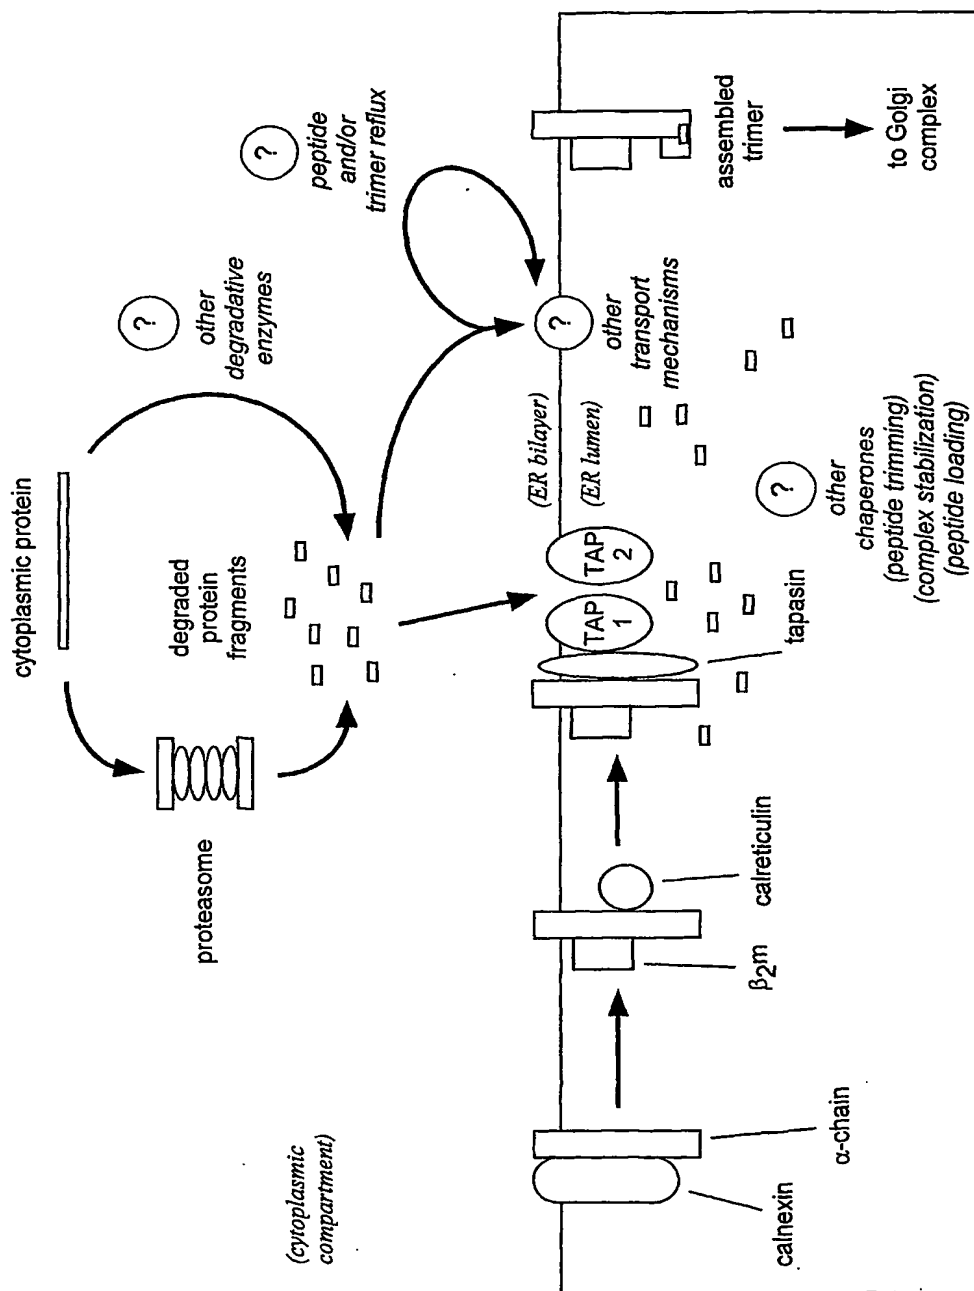 cytoplasmic protein
?
other
degradative
enzymes
?
peptide
and/or
trimer reflux
proteasome
degraded
protein
fragments
(cytoplasmic
compartment)
(ER bilayer)
(ER lumen)
?
other
transport
mechanisms
TAP
1
TAP
2
tapasin
calreticulin
β2m
α-chain
calnexin
?
other
chaperones
(peptide trimming)
(complex stabilization)
(peptide loading)
assembled
trimer
to Golgi
complex